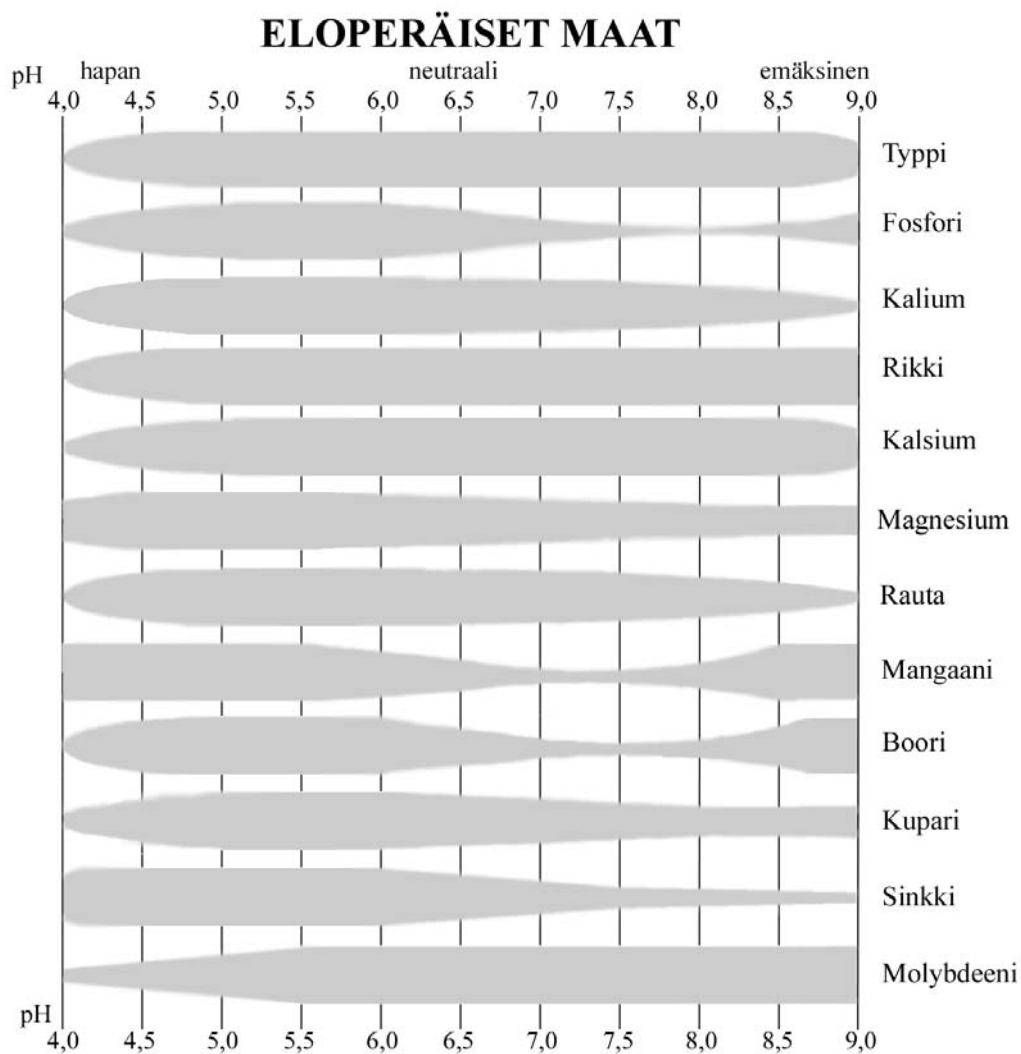 ELOPERÄISET MAAT
pH hapan neutraali emäksinen
4,0 4,5 5,0 5,5 6,0 6,5 7,0 7,5 8,0 8,5 9,0
Typpi
Fosfori
Kalium
Rikki
Kalsium
Magnesium
Rauta
Mangaani
Boori
Kupari
Sinkki
Molybdeeni
pH
4,0 4,5 5,0 5,5 6,0 6,5 7,0 7,5 8,0 8,5 9,0